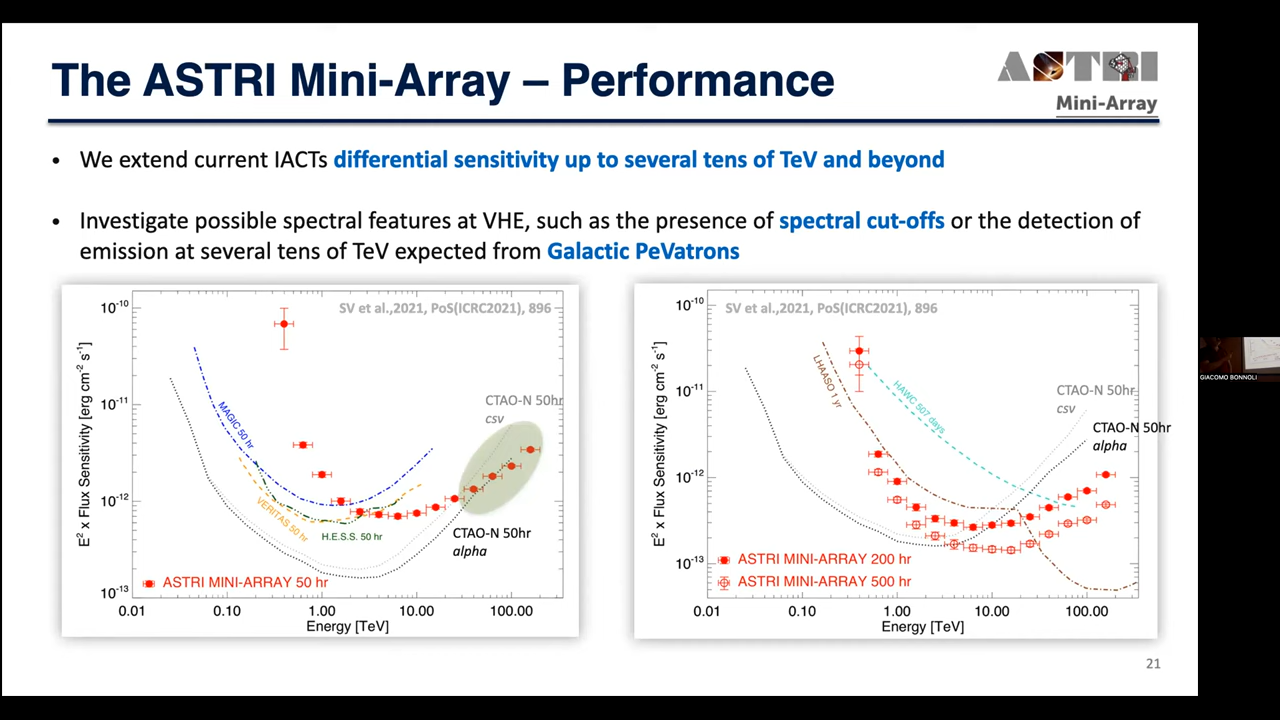 The ASTRI Mini-Array – Performance
ASTRI
Mini-Array
• We extend current IACTs differential sensitivity up to several tens of TeV and beyond
• Investigate possible spectral features at VHE, such as the presence of spectral cut-offs or the detection of
emission at several tens of TeV expected from Galactic PeVatrons
SV et al.,2021, PoS(ICRC2021), 896
E² x Flux Sensitivity [erg cm⁻² s⁻¹]
10⁻¹⁰
10⁻¹¹
10⁻¹²
10⁻¹³
MAGIC 50 hr
VERITAS 50 hr
H.E.S.S. 50 hr
CTAO-N 50hr
csv
CTAO-N 50hr
alpha
ASTRI MINI-ARRAY 50 hr
0.01 0.10 1.00 10.00 100.00
Energy [TeV]
SV et al.,2021, PoS(ICRC2021), 896
E² x Flux Sensitivity [erg cm⁻² s⁻¹]
10⁻¹⁰
10⁻¹¹
10⁻¹²
10⁻¹³
LHAASO 1 yr
HAWC 507 days
CTAO-N 50hr
csv
CTAO-N 50hr
alpha
ASTRI MINI-ARRAY 200 hr
ASTRI MINI-ARRAY 500 hr
0.01 0.10 1.00 10.00 100.00
Energy [TeV]
21
GIACOMO BONNOLI